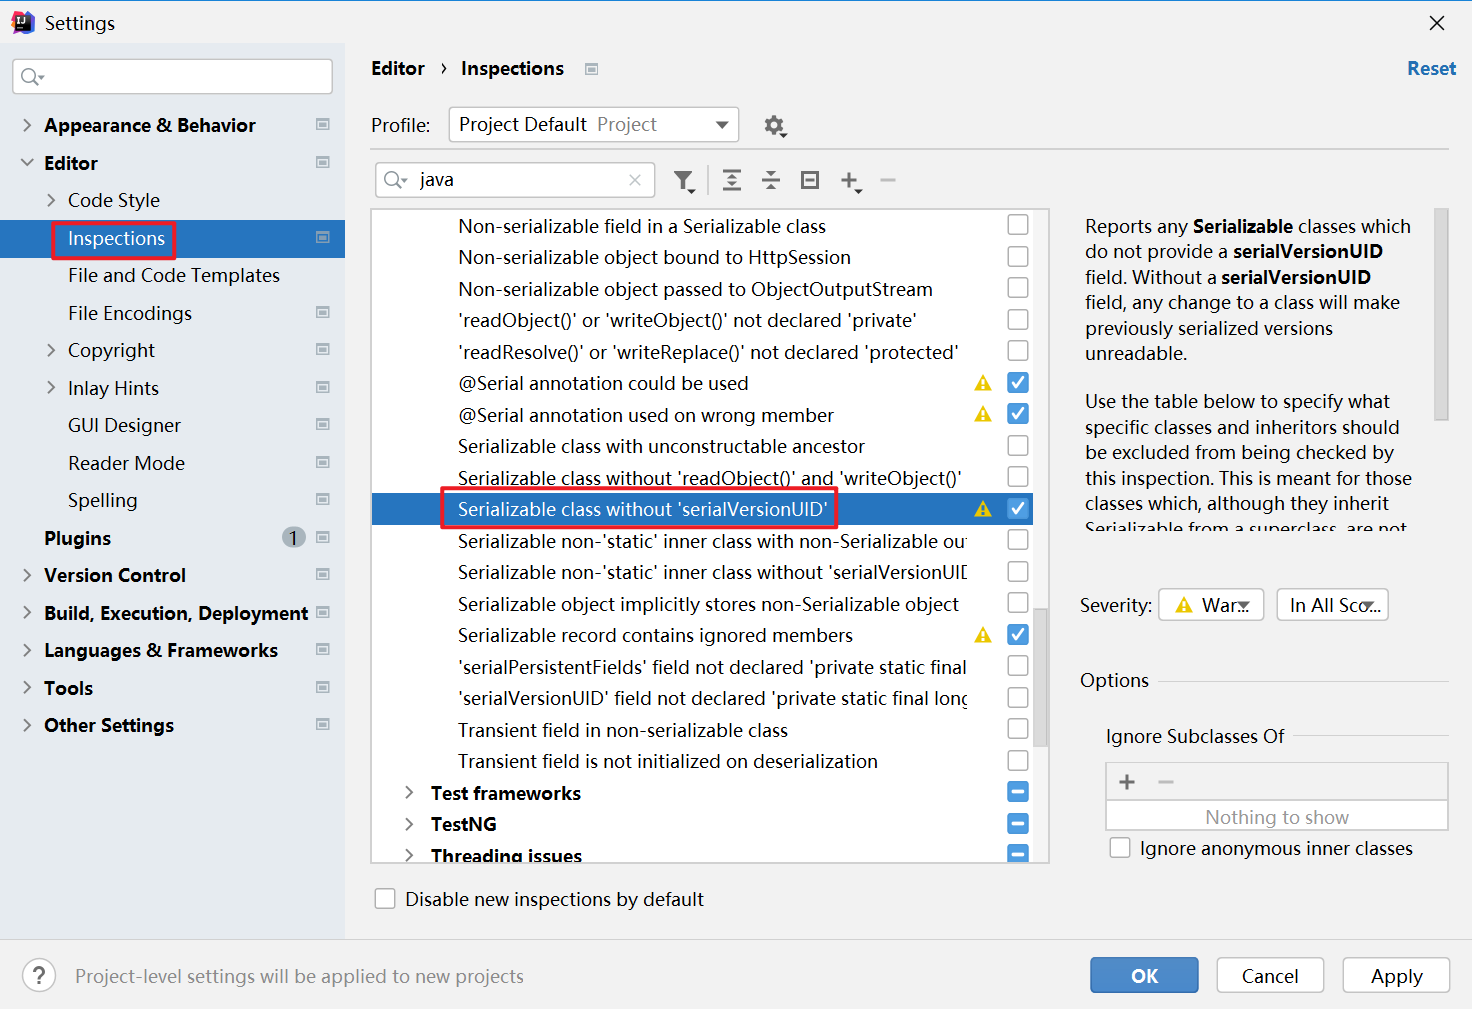 Settings
Editor › Inspections
Reset
Appearance & Behavior
Editor
Code Style
Inspections
File and Code Templates
File Encodings
Copyright
Inlay Hints
GUI Designer
Reader Mode
Spelling
Plugins 1
Version Control
Build, Execution, Deployment
Languages & Frameworks
Tools
Other Settings
Profile: Project Default Project
java
Non-serializable field in a Serializable class
Non-serializable object bound to HttpSession
Non-serializable object passed to ObjectOutputStream
'readObject()' or 'writeObject()' not declared 'private'
'readResolve()' or 'writeReplace()' not declared 'protected'
@Serial annotation could be used
@Serial annotation used on wrong member
Serializable class with unconstructable ancestor
Serializable class without 'readObject()' and 'writeObject()'
Serializable class without 'serialVersionUID'
Serializable non-'static' inner class with non-Serializable ou
Serializable non-'static' inner class without 'serialVersionUID
Serializable object implicitly stores non-Serializable object
Serializable record contains ignored members
'serialPersistentFields' field not declared 'private static final
'serialVersionUID' field not declared 'private static final long
Transient field in non-serializable class
Transient field is not initialized on deserialization
Test frameworks
TestNG
Threading issues
Disable new inspections by default
Reports any Serializable classes which
do not provide a serialVersionUID
field. Without a serialVersionUID
field, any change to a class will make
previously serialized versions
unreadable.
Use the table below to specify what
specific classes and inheritors should
be excluded from being checked by
this inspection. This is meant for those
classes which, although they inherit
Serializable from a superclass, are not
Severity: War... In All Sco...
Options
Ignore Subclasses Of
Nothing to show
Ignore anonymous inner classes
? Project-level settings will be applied to new projects
OK Cancel Apply